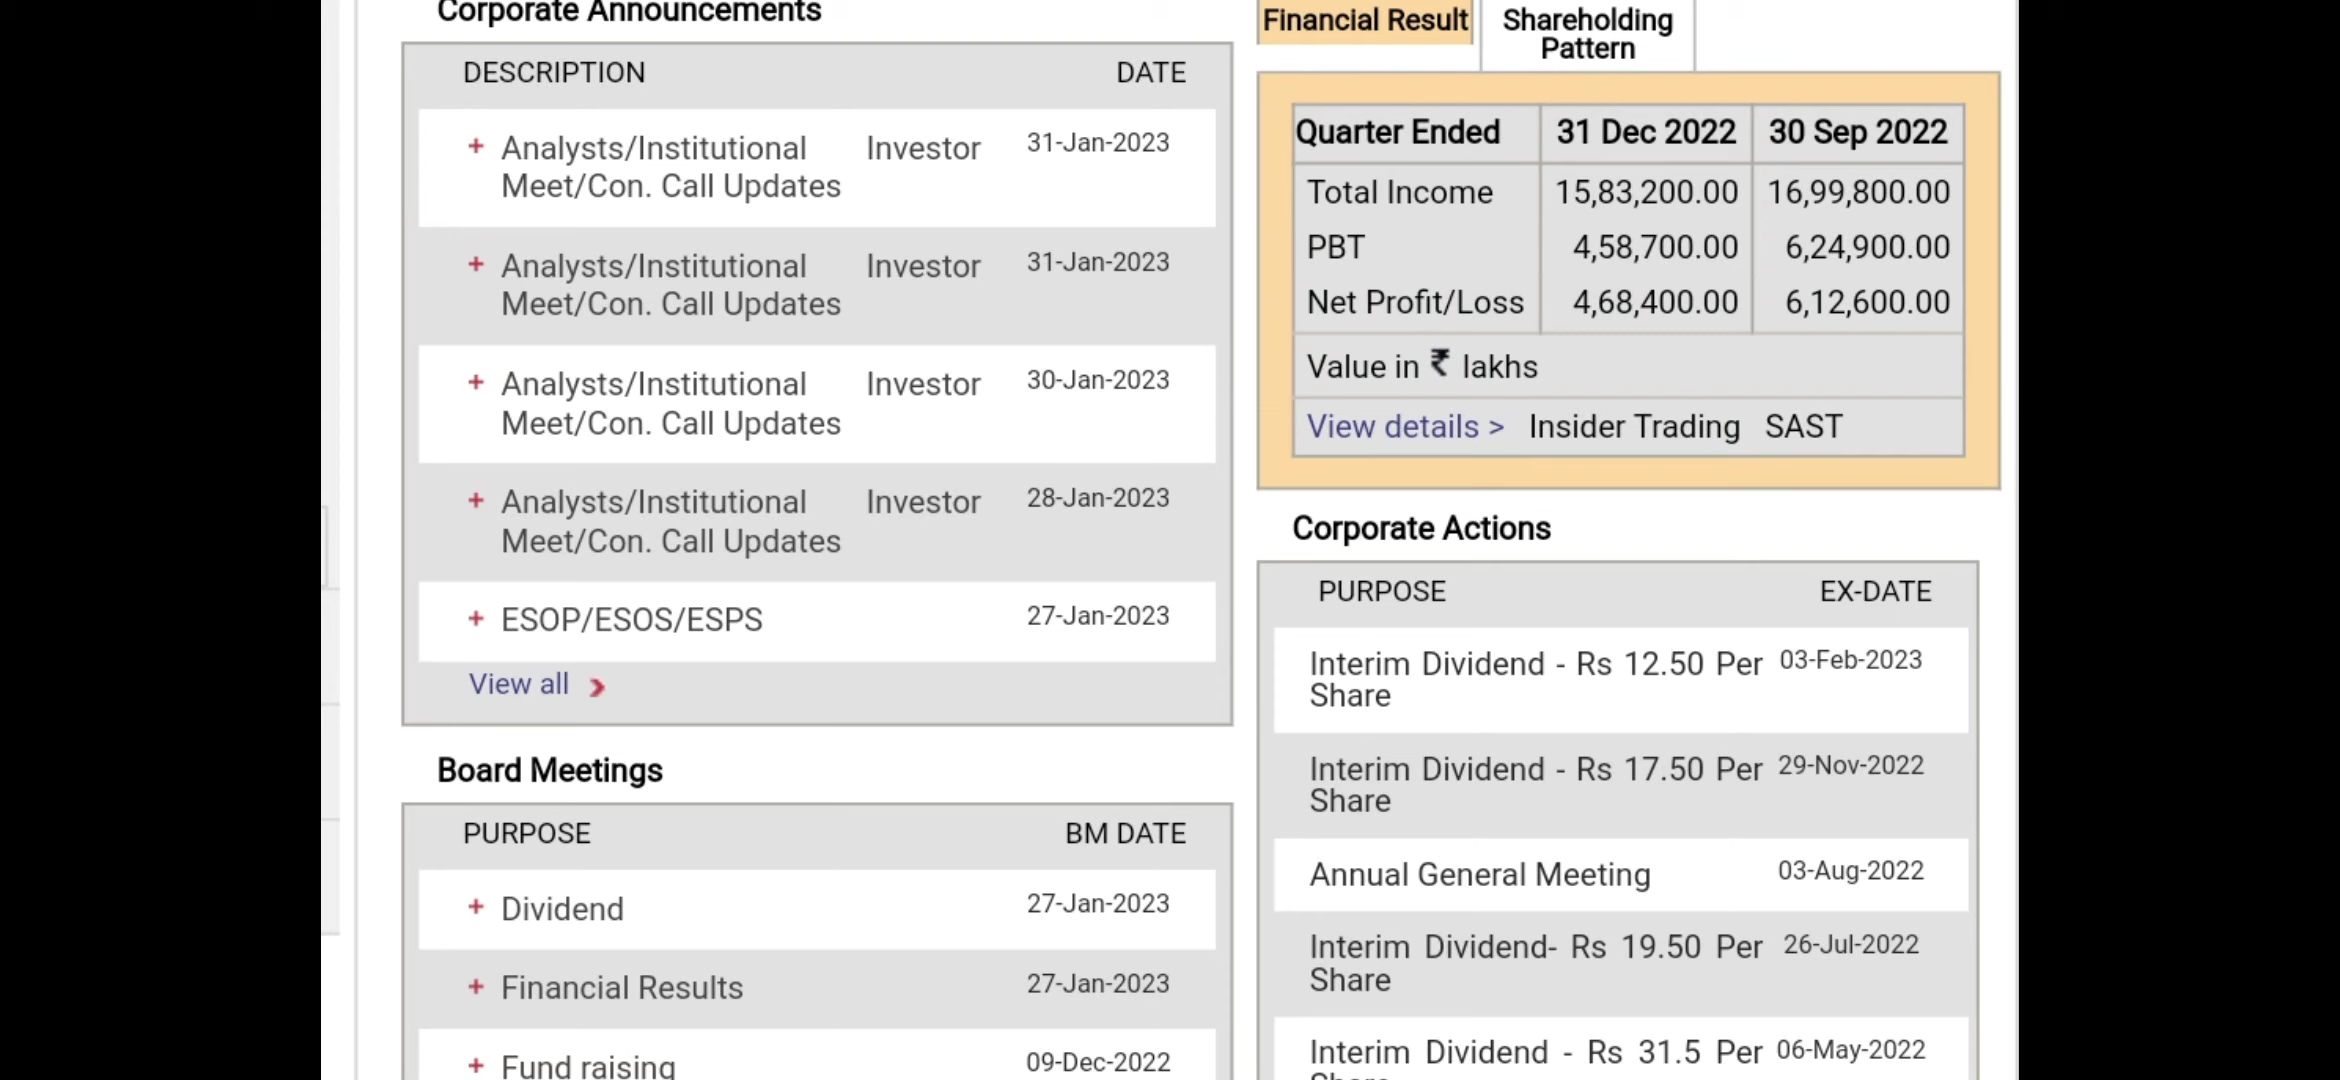 Corporate Announcements
DESCRIPTION DATE
+ Analysts/Institutional Investor 31-Jan-2023
Meet/Con. Call Updates
+ Analysts/Institutional Investor 31-Jan-2023
Meet/Con. Call Updates
+ Analysts/Institutional Investor 30-Jan-2023
Meet/Con. Call Updates
+ Analysts/Institutional Investor 28-Jan-2023
Meet/Con. Call Updates
+ ESOP/ESOS/ESPS 27-Jan-2023
View all
Board Meetings
PURPOSE BM DATE
+ Dividend 27-Jan-2023
+ Financial Results 27-Jan-2023
+ Fund raising 09-Dec-2022
Financial Result
Shareholding
Pattern
Quarter Ended 31 Dec 2022 30 Sep 2022
Total Income 15,83,200.00 16,99,800.00
PBT 4,58,700.00 6,24,900.00
Net Profit/Loss 4,68,400.00 6,12,600.00
Value in ₹ lakhs
View details > Insider Trading SAST
Corporate Actions
PURPOSE EX-DATE
Interim Dividend - Rs 12.50 Per 03-Feb-2023
Share
Interim Dividend - Rs 17.50 Per 29-Nov-2022
Share
Annual General Meeting 03-Aug-2022
Interim Dividend- Rs 19.50 Per 26-Jul-2022
Share
Interim Dividend - Rs 31.5 Per 06-May-2022